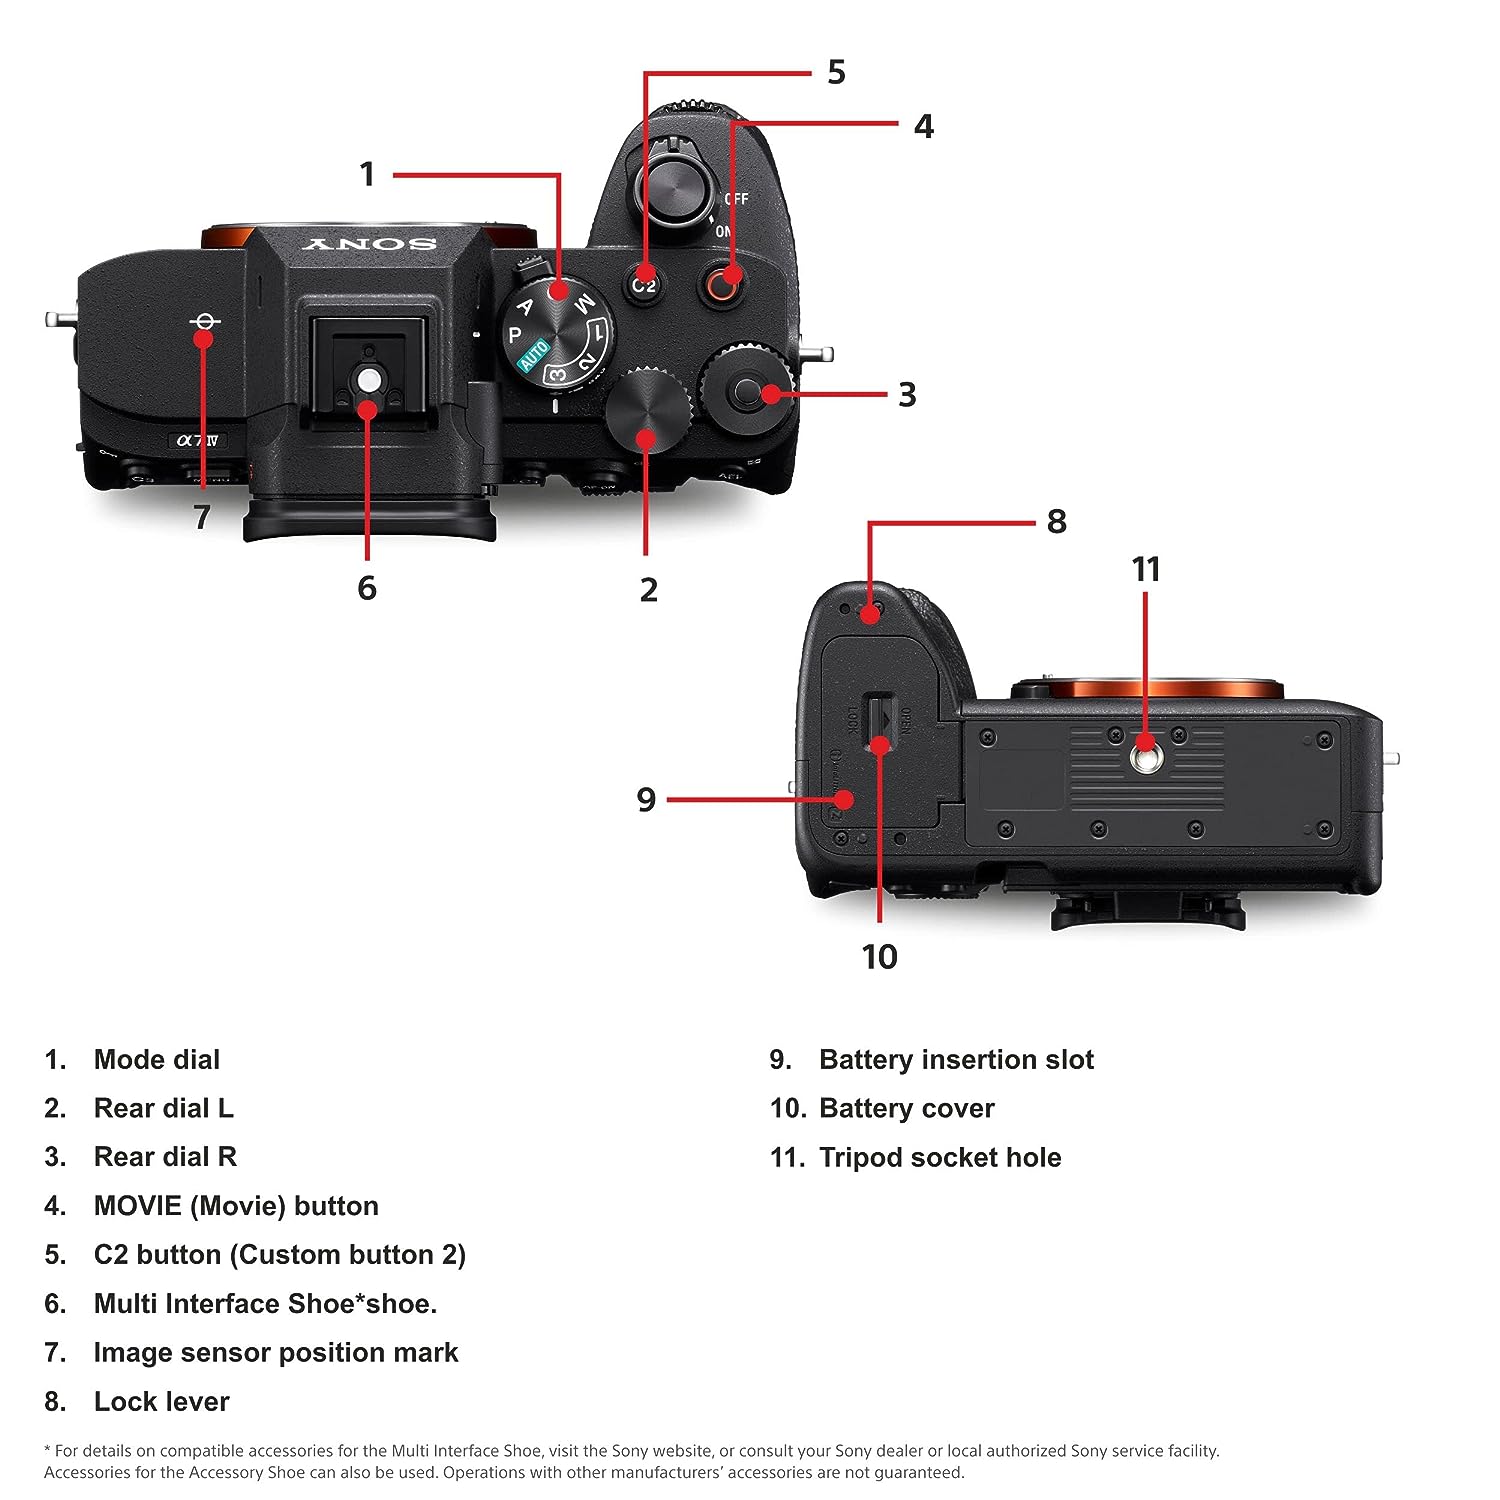 5
4
1
OFF
ON
SONY
C2
A
M
P
1
AUTO
2
3
3
α7IV
7
6
2
8
11
OPEN
LOCK
9
10
1. Mode dial
2. Rear dial L
3. Rear dial R
4. MOVIE (Movie) button
5. C2 button (Custom button 2)
6. Multi Interface Shoe*shoe.
7. Image sensor position mark
8. Lock lever
9. Battery insertion slot
10. Battery cover
11. Tripod socket hole
* For details on compatible accessories for the Multi Interface Shoe, visit the Sony website, or consult your Sony dealer or local authorized Sony service facility.
Accessories for the Accessory Shoe can also be used. Operations with other manufacturers’ accessories are not guaranteed.